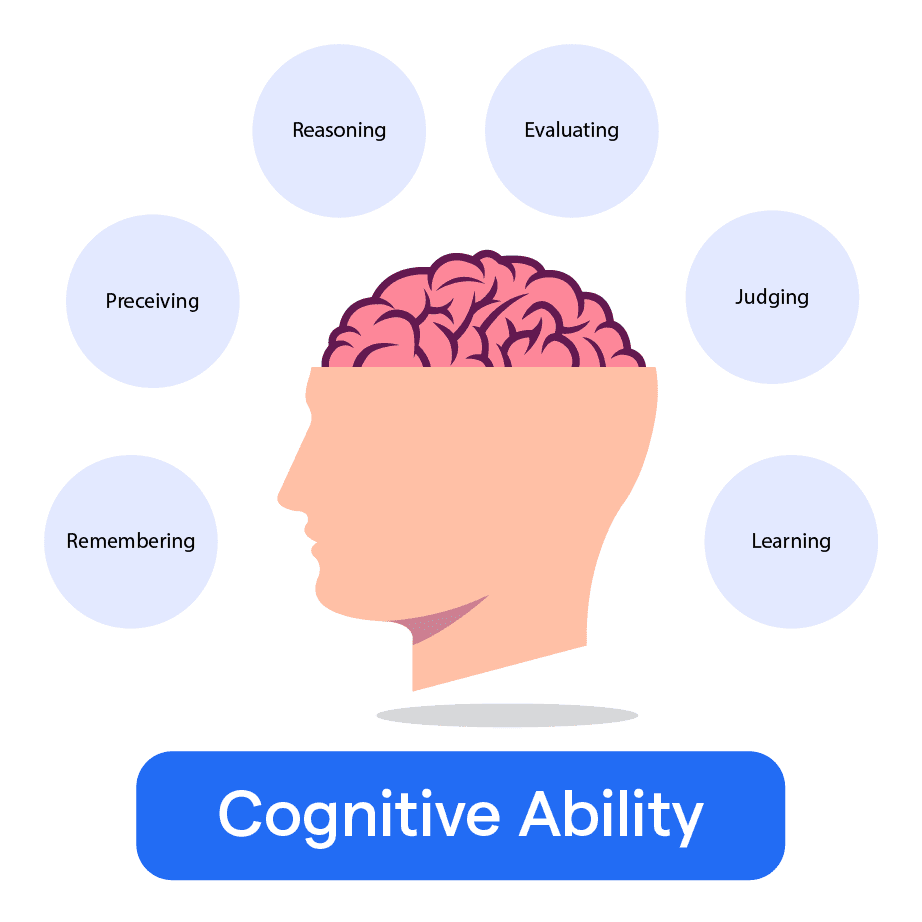 Reasoning
Evaluating
Preceiving
Judging
Remembering
Learning
Cognitive Ability